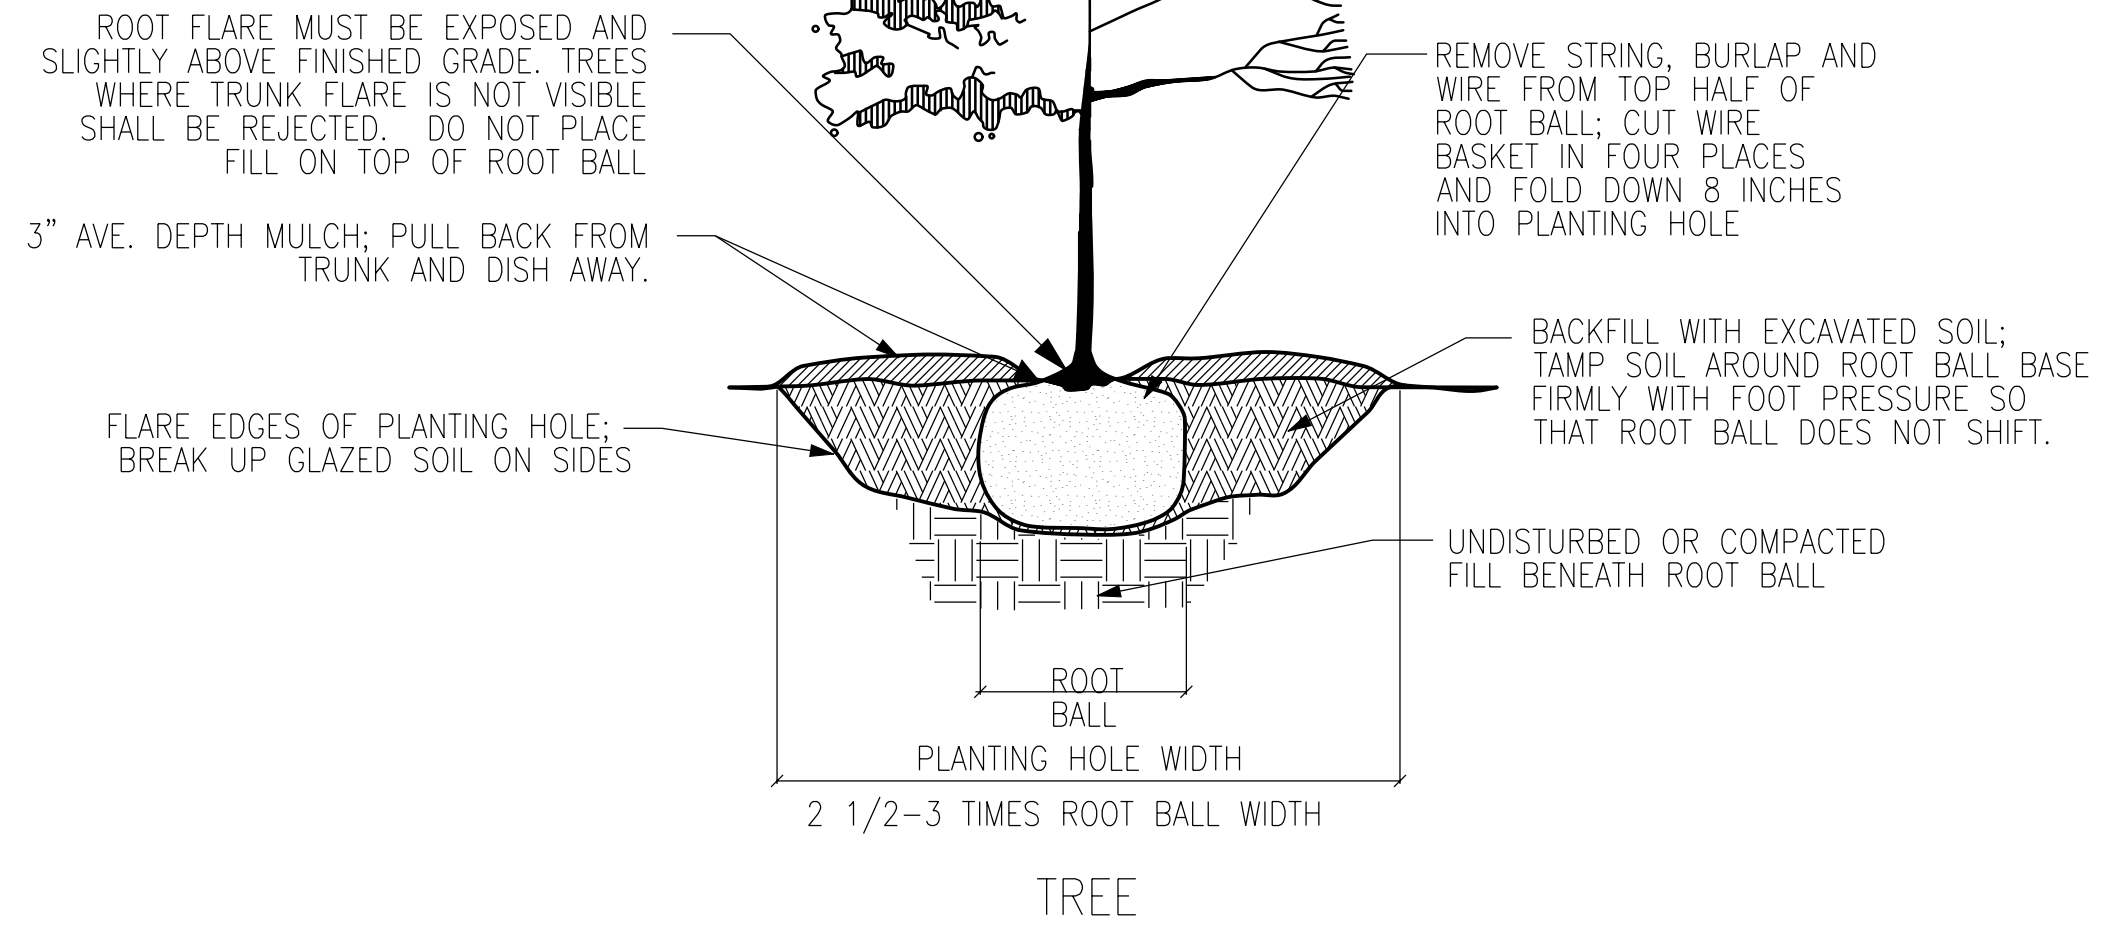 ROOT FLARE MUST BE EXPOSED AND
SLIGHTLY ABOVE FINISHED GRADE. TREES
WHERE TRUNK FLARE IS NOT VISIBLE
SHALL BE REJECTED. DO NOT PLACE
FILL ON TOP OF ROOT BALL
3" AVE. DEPTH MULCH; PULL BACK FROM
TRUNK AND DISH AWAY.
FLARE EDGES OF PLANTING HOLE;
BREAK UP GLAZED SOIL ON SIDES
REMOVE STRING, BURLAP AND
WIRE FROM TOP HALF OF
ROOT BALL; CUT WIRE
BASKET IN FOUR PLACES
AND FOLD DOWN 8 INCHES
INTO PLANTING HOLE
BACKFILL WITH EXCAVATED SOIL;
TAMP SOIL AROUND ROOT BALL BASE
FIRMLY WITH FOOT PRESSURE SO
THAT ROOT BALL DOES NOT SHIFT.
UNDISTURBED OR COMPACTED
FILL BENEATH ROOT BALL
ROOT
BALL
PLANTING HOLE WIDTH
2 1/2-3 TIMES ROOT BALL WIDTH
TREE